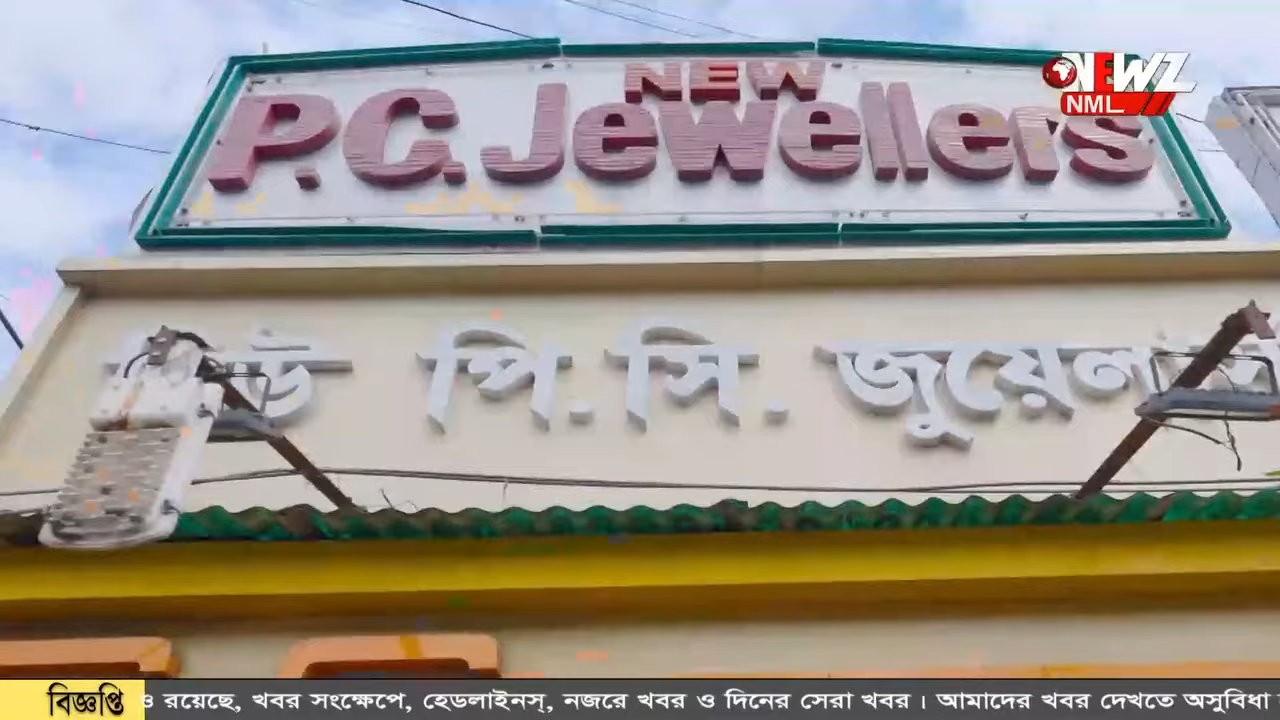 NEW
P.C. Jewellers
NEWZ
NML
পি. সি.
বিজ্ঞপ্তি
ও রয়েছে, খবর সংক্ষেপে, হেডলাইনস্, নজরে খবর ও দিনের সেরা খবর । আমাদের খবর দেখতে অসুবিধা